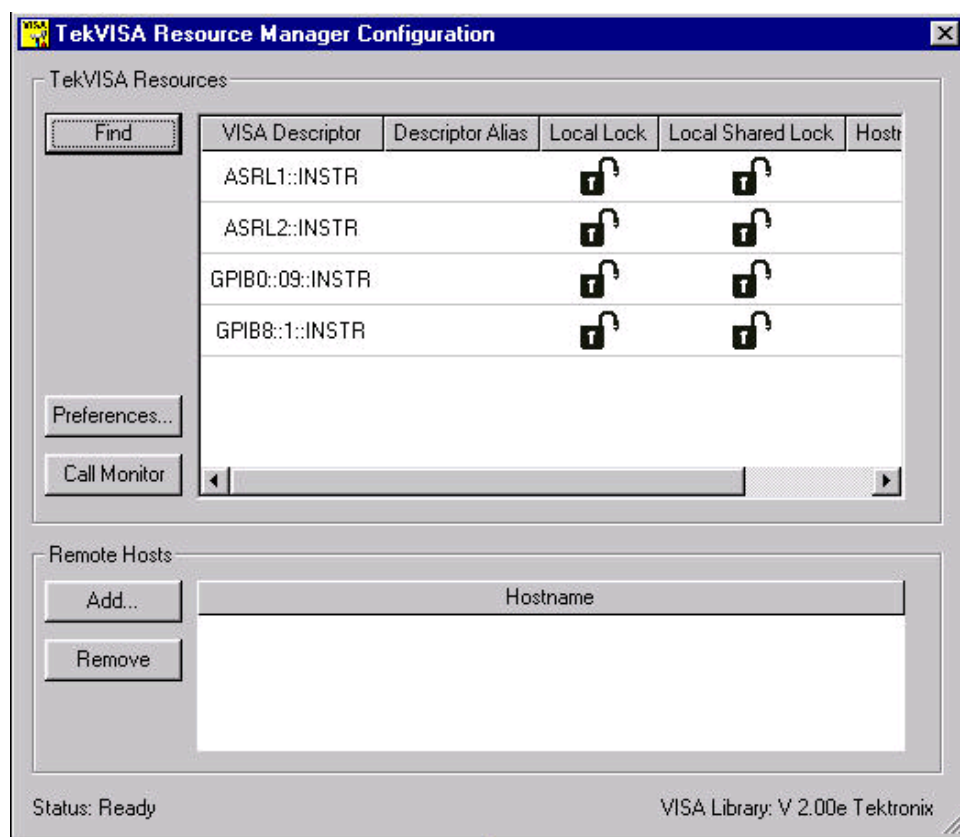 VISA
TekVISA Resource Manager Configuration
TekVISA Resources
Find
VISA Descriptor Descriptor Alias Local Lock Local Shared Lock Hostn
ASRL1::INSTR
ASRL2::INSTR
GPIB0::09::INSTR
GPIB8::1::INSTR
Preferences...
Call Monitor
Remote Hosts
Add...
Hostname
Remove
Status: Ready VISA Library: V 2.00e Tektronix